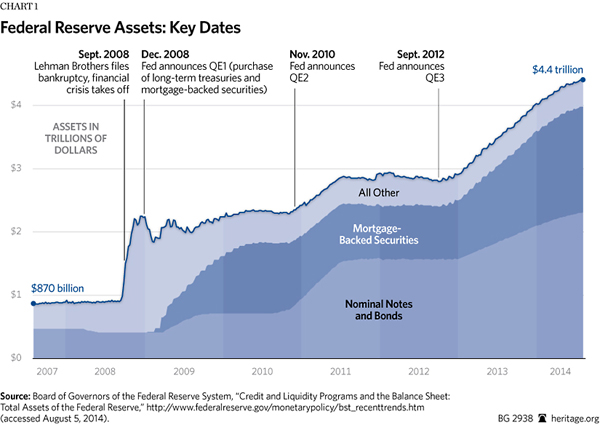 CHART 1
Federal Reserve Assets: Key Dates
Sept. 2008
Lehman Brothers files
bankruptcy, financial
crisis takes off
Dec. 2008
Fed announces QE1 (purchase
of long-term treasuries and
mortgage-backed securities)
Nov. 2010
Fed announces
QE2
Sept. 2012
Fed announces
QE3
$4.4 trillion
$4
ASSETS IN
TRILLIONS OF
DOLLARS
$3
All Other
$2
Mortgage-
Backed Securities
$870 billion
$1
Nominal Notes
and Bonds
$0
2007
2008
2009
2010
2011
2012
2013
2014
Source: Board of Governors of the Federal Reserve System, “Credit and Liquidity Programs and the Balance Sheet:
Total Assets of the Federal Reserve,” http://www.federalreserve.gov/monetarypolicy/bst_recenttrends.htm
(accessed August 5, 2014).
BG 2938 heritage.org